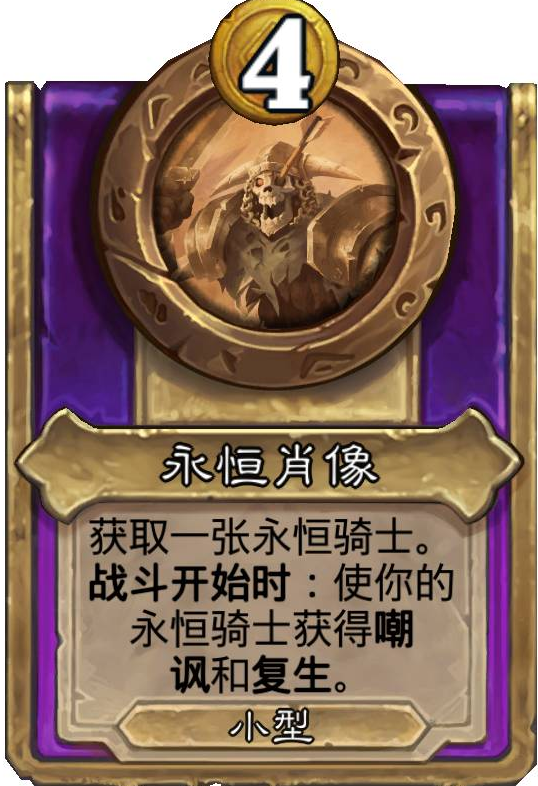 4
永恒肖像
获取一张永恒骑士。
战斗开始时：使你的
永恒骑士获得嘲
讽和复生。
小型